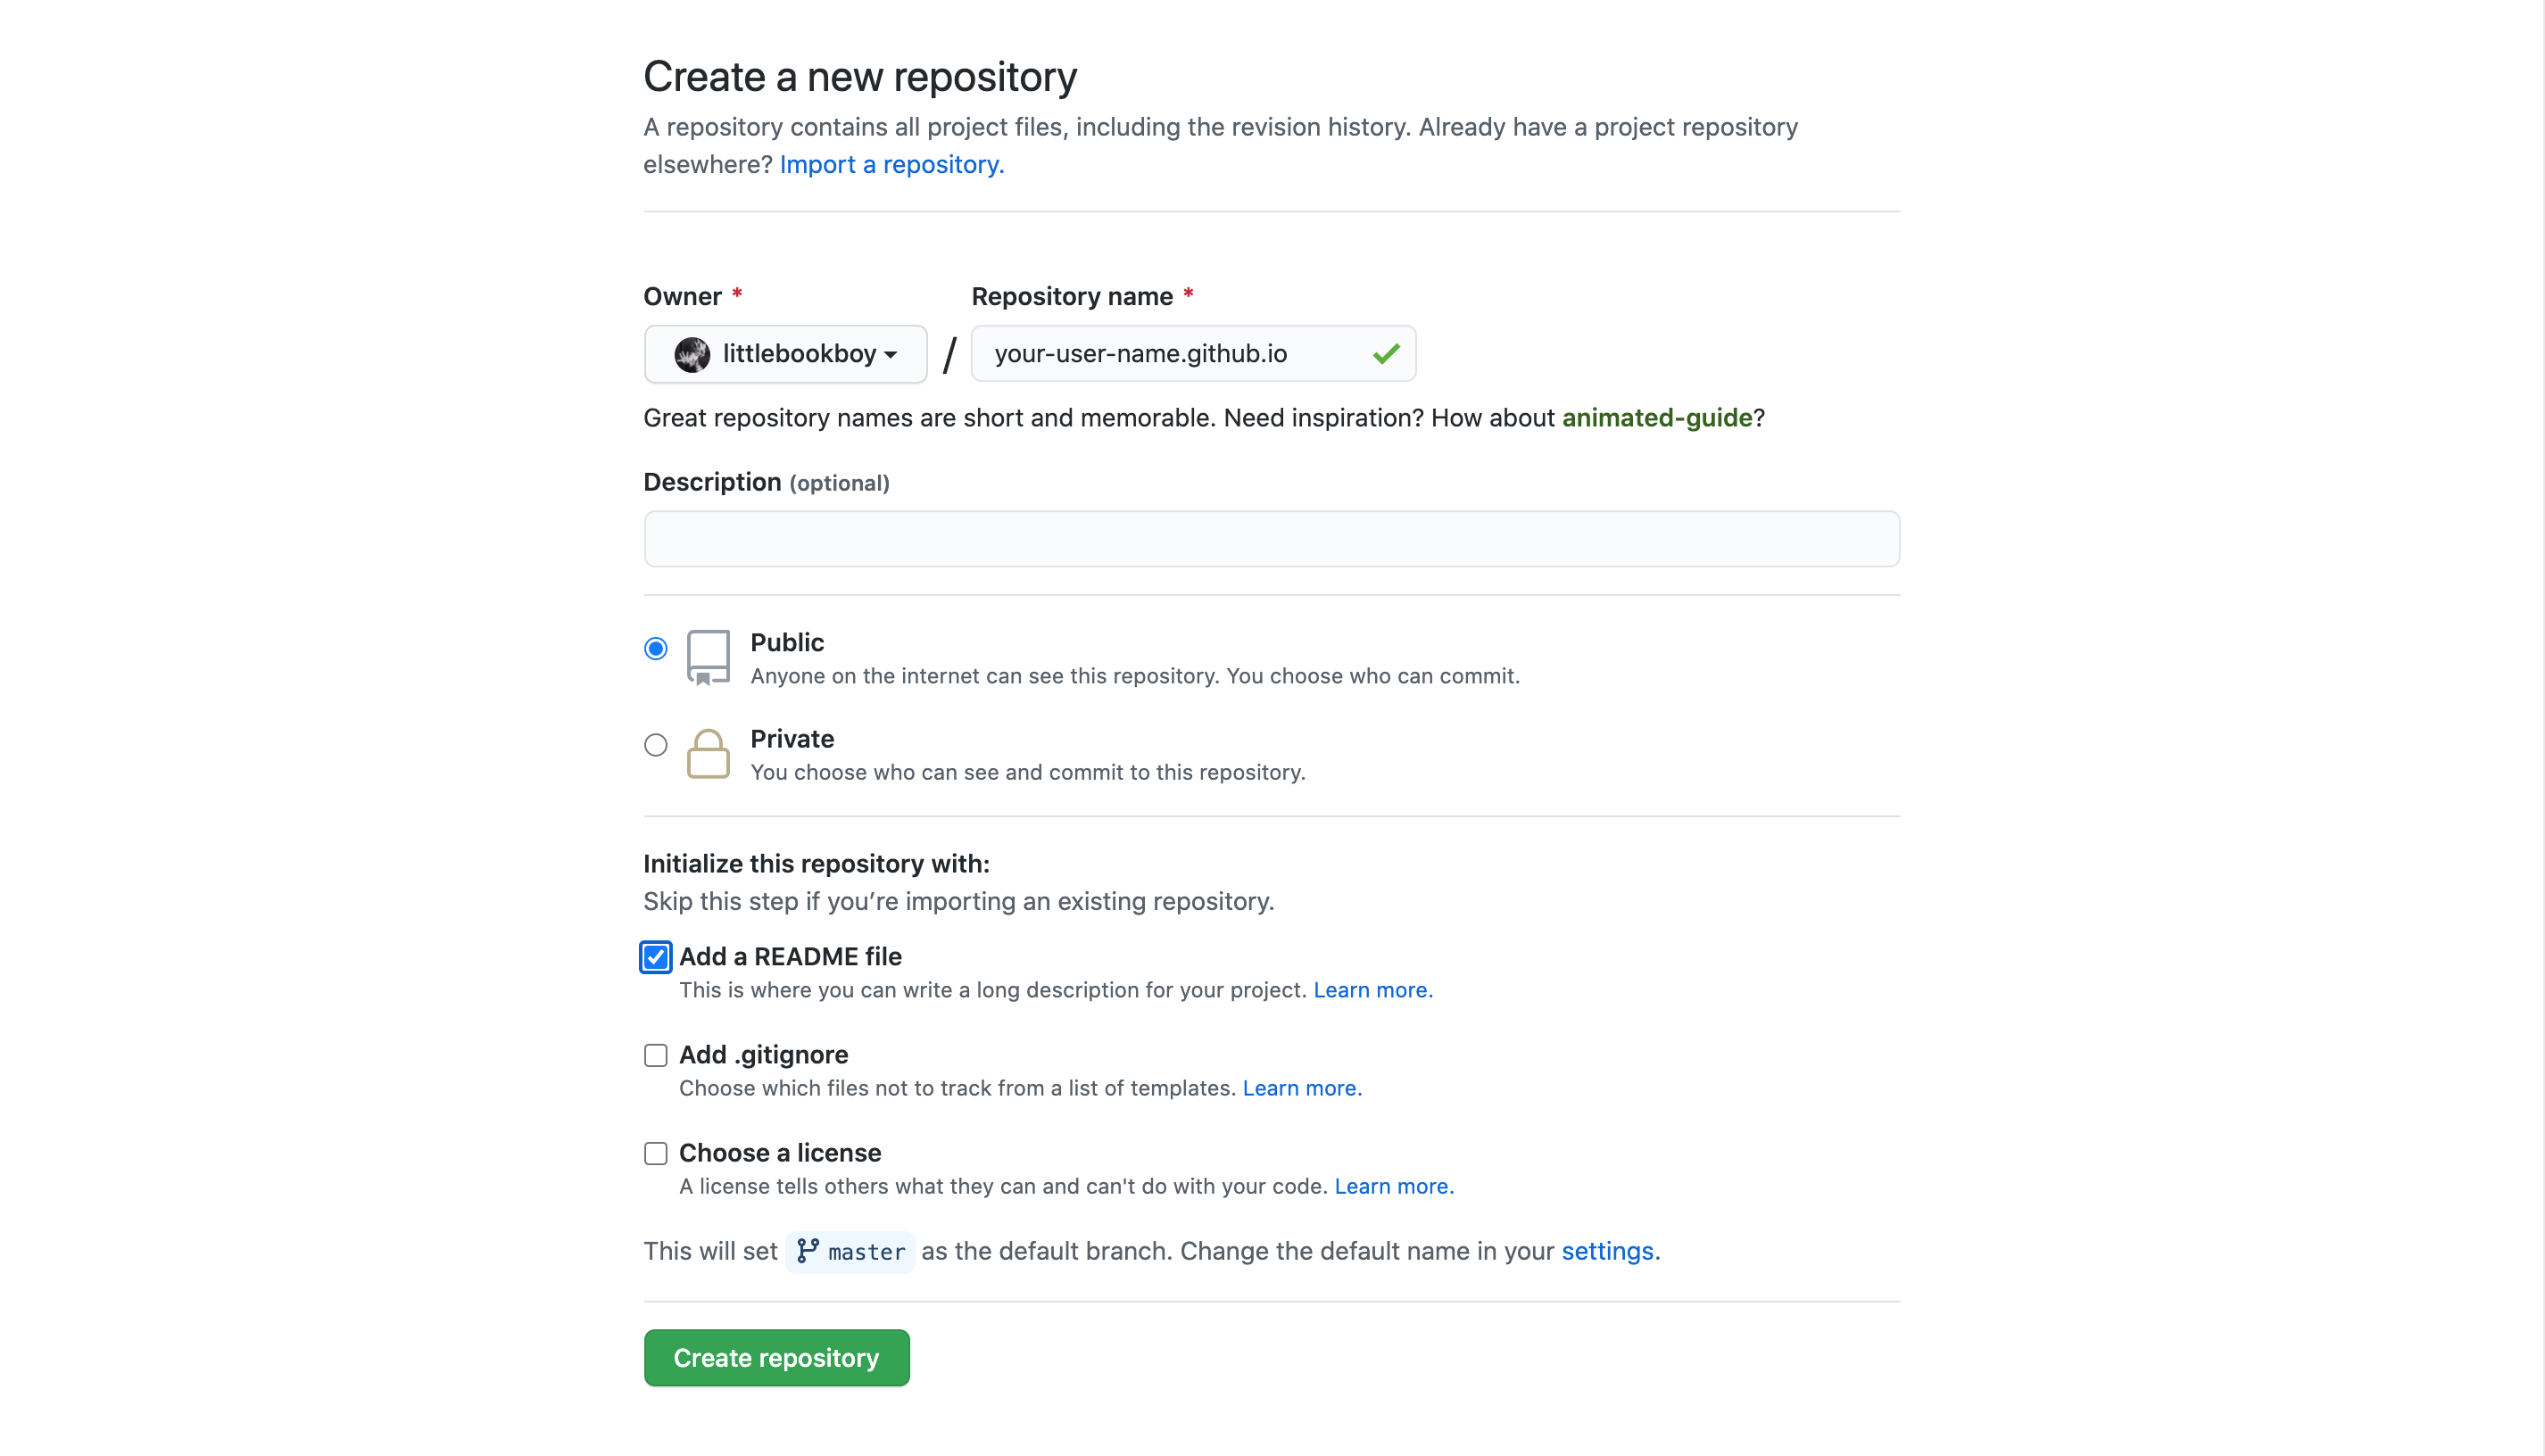 Create a new repository
A repository contains all project files, including the revision history. Already have a project repository
elsewhere? Import a repository.
Owner * Repository name *
littlebookboy / your-user-name.github.io
Great repository names are short and memorable. Need inspiration? How about animated-guide?
Description (optional)
Public
Anyone on the internet can see this repository. You choose who can commit.
Private
You choose who can see and commit to this repository.
Initialize this repository with:
Skip this step if you’re importing an existing repository.
Add a README file
This is where you can write a long description for your project. Learn more.
Add .gitignore
Choose which files not to track from a list of templates. Learn more.
Choose a license
A license tells others what they can and can't do with your code. Learn more.
This will set master as the default branch. Change the default name in your settings.
Create repository